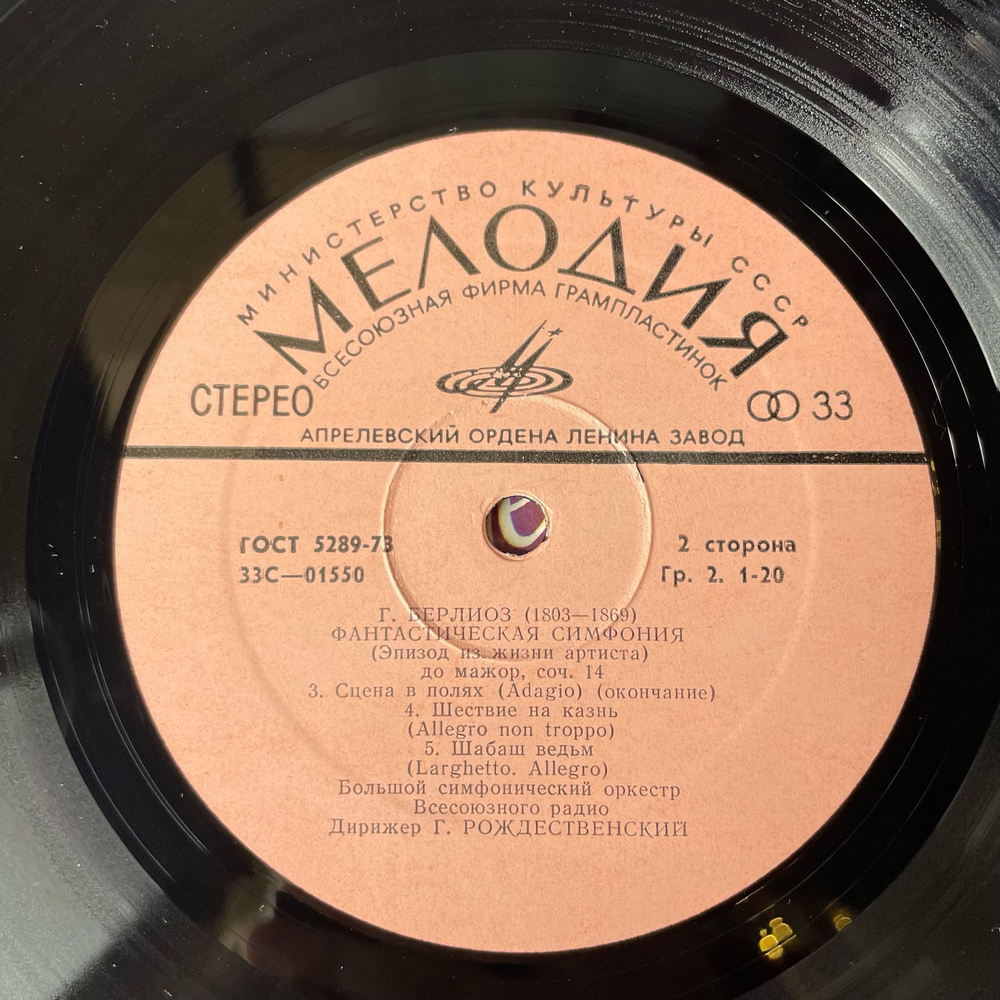 МИНИСТЕРСТВО КУЛЬТУРЫ СССР
МЕЛОДИЯ
ВСЕСОЮЗНАЯ ФИРМА ГРАМПЛАСТИНОК
СТЕРЕО
33
АПРЕЛЕВСКИЙ ОРДЕНА ЛЕНИНА ЗАВОД
ГОСТ 5289-73
2 сторона
33С—01550
Гр. 2. 1-20
Г. БЕРЛИОЗ (1803—1869)
ФАНТАСТИЧЕСКАЯ СИМФОНИЯ
(Эпизод из жизни артиста)
до мажор, соч. 14
3. Сцена в полях (Adagio) (окончание)
4. Шествие на казнь
(Allegro non troppo)
5. Шабаш ведьм
(Larghetto. Allegro)
Большой симфонический оркестр
Всесоюзного радио
Дирижер Г. РОЖДЕСТВЕНСКИЙ